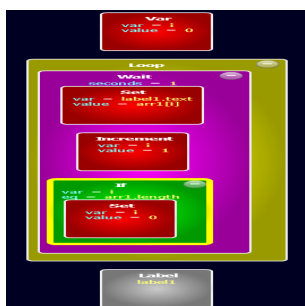 Var
var = i
value = 0
Loop
Wait
seconds = 1
Set
var = label1.text
value = arr1[i]
Increment
var = i
value = 1
If
var = i
eq = arr1.length
Set
var = i
value = 0
Label
label1